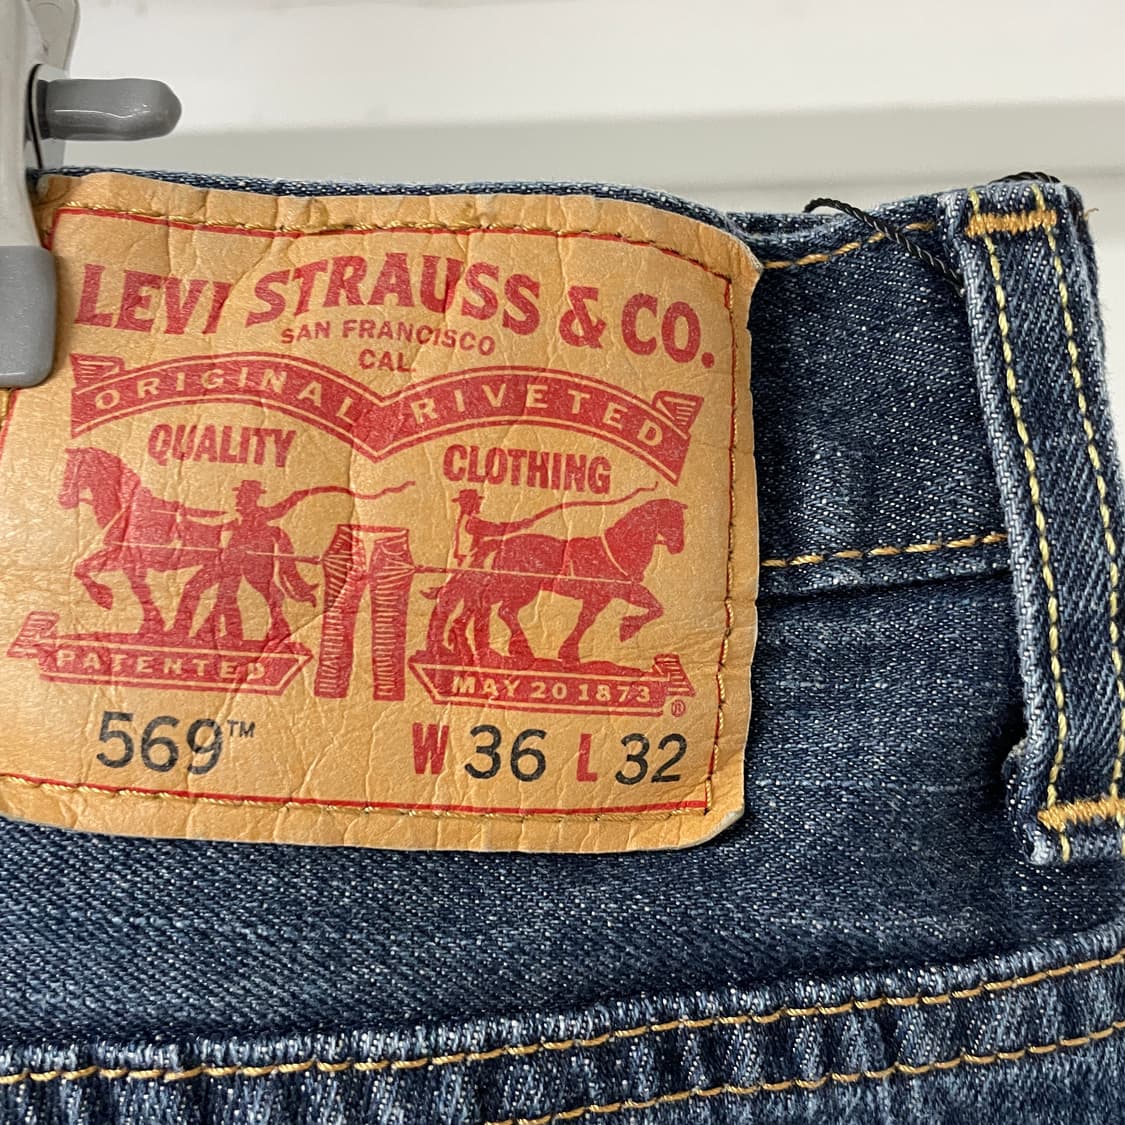 LEVI STRAUSS & CO.
SAN FRANCISCO
CAL.
ORIGINAL RIVETED
QUALITY CLOTHING
PATENTED MAY 20 1873 ®
569™ W 36 L 32